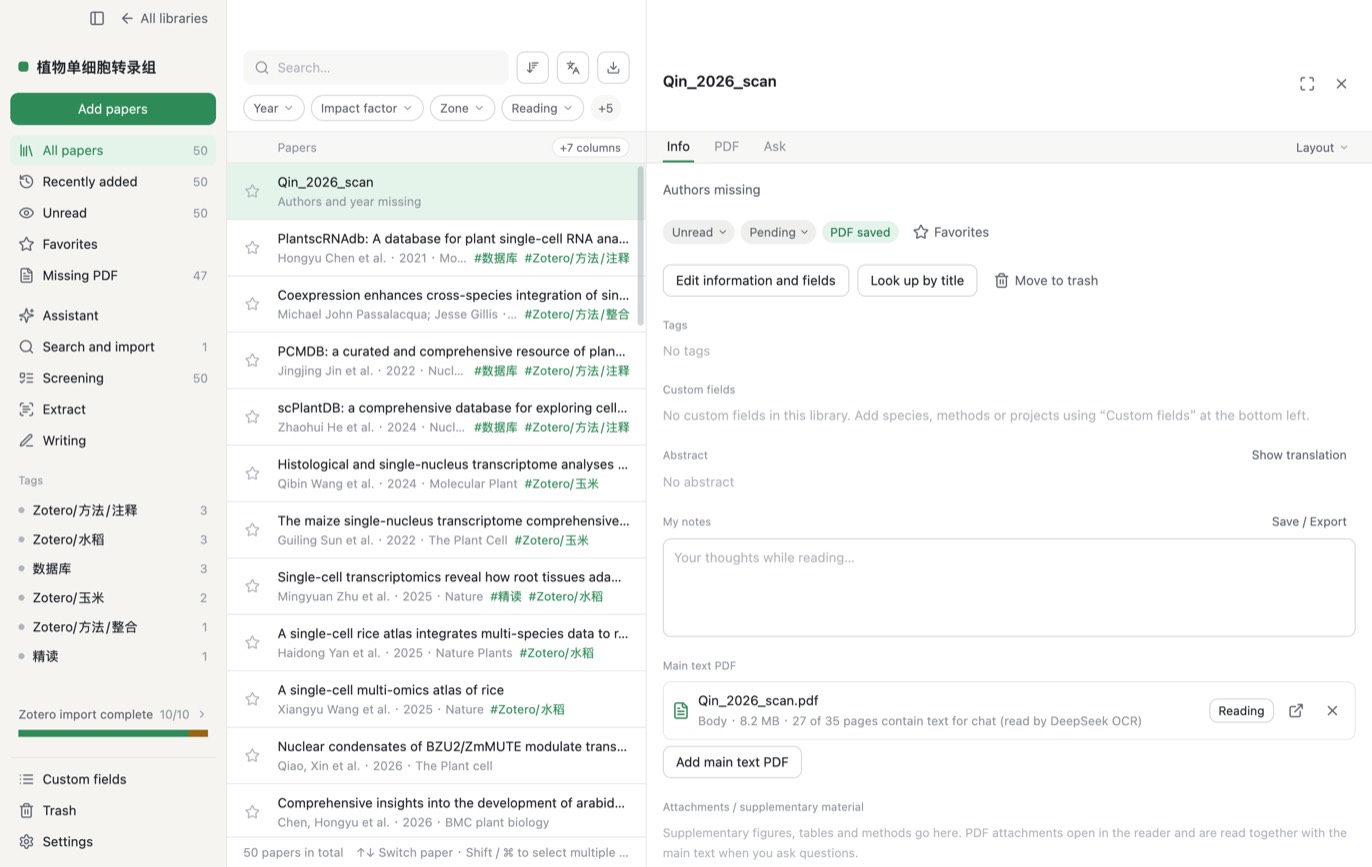 All libraries
植物单细胞转录组
Add papers
All papers 50
Recently added 50
Unread 50
Favorites
Missing PDF 47
Assistant
Search and import 1
Screening 50
Extract
Writing
Tags
Zotero/方法/注释 3
Zotero/水稻 3
数据库 3
Zotero/玉米 2
Zotero/方法/整合 1
精读 1
Zotero import complete 10/10
Custom fields
Trash
Settings
Search...
Year Impact factor Zone Reading +5
Papers +7 columns
Qin_2026_scan
Authors and year missing
PlantscRNAdb: A database for plant single-cell RNA ana...
Hongyu Chen et al. · 2021 · Mo... #数据库 #Zotero/方法/注释
Coexpression enhances cross-species integration of sin...
Michael John Passalacqua; Jesse Gillis ·... #Zotero/方法/整合
PCMDB: a curated and comprehensive resource of plan...
Jingjing Jin et al. · 2022 · Nucl... #数据库 #Zotero/方法/注释
scPlantDB: a comprehensive database for exploring cell...
Zhaohui He et al. · 2024 · Nucl... #数据库 #Zotero/方法/注释
Histological and single-nucleus transcriptome analyses ...
Qibin Wang et al. · 2024 · Molecular Plant #Zotero/玉米
The maize single-nucleus transcriptome comprehensive...
Guiling Sun et al. · 2022 · The Plant Cell #Zotero/玉米
Single-cell transcriptomics reveal how root tissues ada...
Mingyuan Zhu et al. · 2025 · Nature #精读 #Zotero/水稻
A single-cell rice atlas integrates multi-species data to r...
Haidong Yan et al. · 2025 · Nature Plants #Zotero/水稻
A single-cell multi-omics atlas of rice
Xiangyu Wang et al. · 2025 · Nature #Zotero/水稻
Nuclear condensates of BZU2/ZmMUTE modulate trans...
Qiao, Xin et al. · 2026 · The Plant cell
Comprehensive insights into the development of arabid...
Chen, Hongyu et al. · 2026 · BMC plant biology
50 papers in total ↑↓ Switch paper · Shift / ⌘ to select multiple ...
Qin_2026_scan
Info PDF Ask Layout
Authors missing
Unread Pending PDF saved Favorites
Edit information and fields Look up by title Move to trash
Tags
No tags
Custom fields
No custom fields in this library. Add species, methods or projects using “Custom fields” at the bottom left.
Abstract Show translation
No abstract
My notes Save / Export
Your thoughts while reading...
Main text PDF
Qin_2026_scan.pdf
Body · 8.2 MB · 27 of 35 pages contain text for chat (read by DeepSeek OCR)
Reading
Add main text PDF
Attachments / supplementary material
Supplementary figures, tables and methods go here. PDF attachments open in the reader and are read together with the
main text when you ask questions.